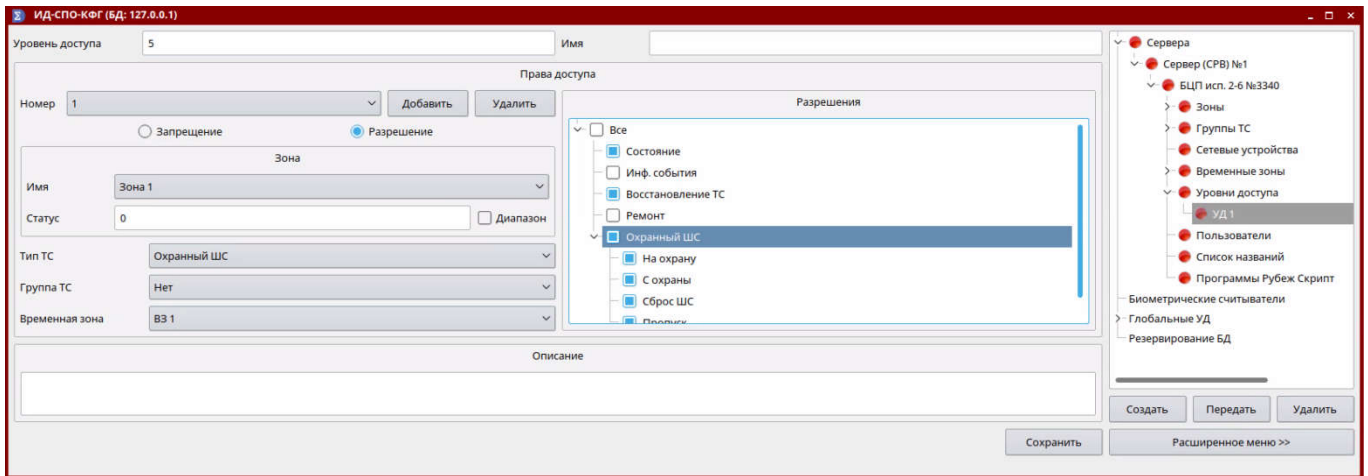 ИД-СПО-КФГ (БД: 127.0.0.1)
Уровень доступа 5 Имя
Права доступа
Номер 1 Добавить Удалить
Запрещение Разрешение
Зона
Имя Зона 1
Статус 0 Диапазон
Тип ТС Охранный ШС
Группа ТС Нет
Временная зона ВЗ 1
Разрешения
Все
Состояние
Инф. события
Восстановление ТС
Ремонт
Охранный ШС
На охрану
С охраны
Сброс ШС
Пропуск
Описание
Сохранить
Сервера
Сервер (СРВ) №1
БЦП исп. 2-6 №3340
Зоны
Группы ТС
Сетевые устройства
Временные зоны
Уровни доступа
УД 1
Пользователи
Список названий
Программы Рубеж Скрипт
Биометрические считыватели
Глобальные УД
Резервирование БД
Создать Передать Удалить
Расширенное меню >>